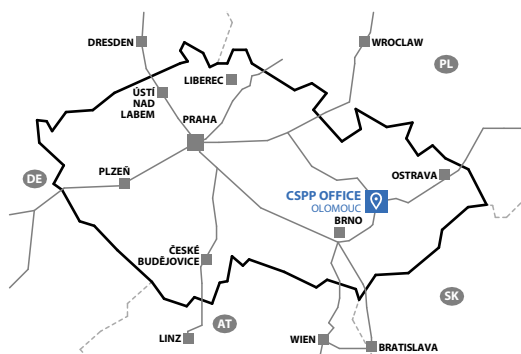 DRESDEN
WROCLAW
PL
LIBEREC
ÚSTÍ
NAD
LABEM
PRAHA
DE
PLZEŇ
OSTRAVA
CSPP OFFICE
OLOMOUC
BRNO
ČESKÉ
BUDĚJOVICE
SK
AT
LINZ
WIEN
BRATISLAVA